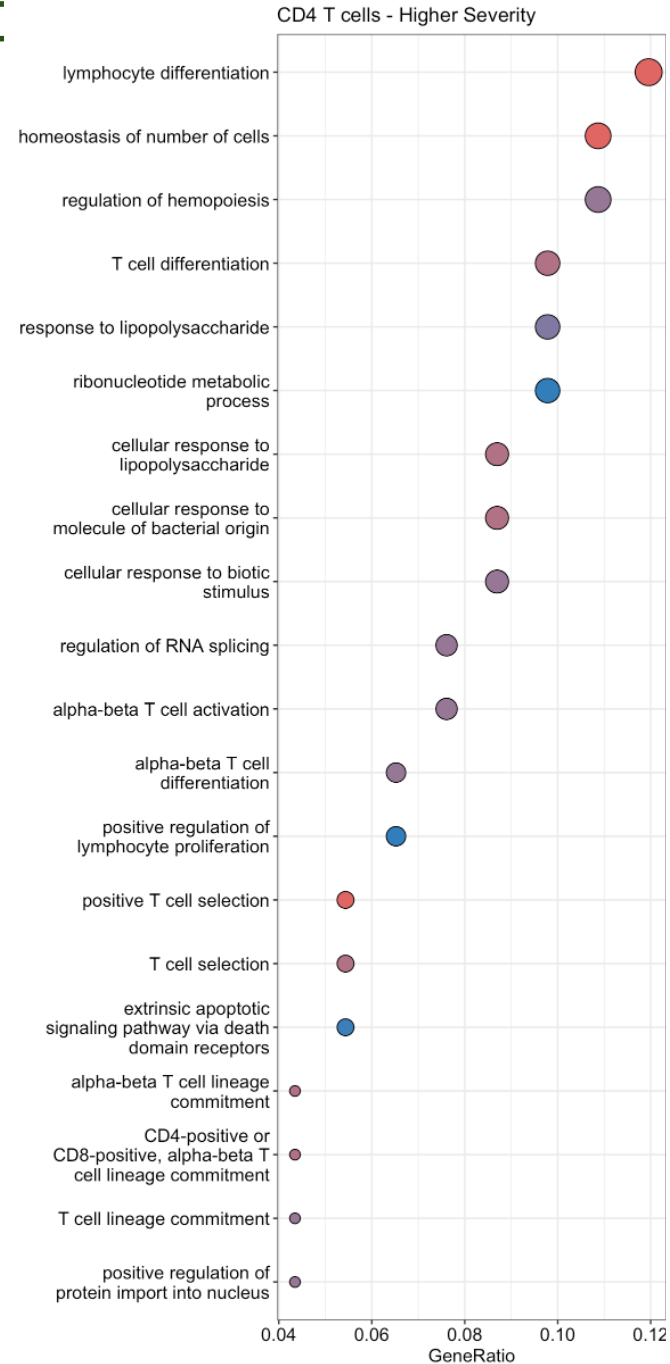 CD4 T cells - Higher Severity
lymphocyte differentiation
homeostasis of number of cells
regulation of hemopoiesis
T cell differentiation
response to lipopolysaccharide
ribonucleotide metabolic
process
cellular response to
lipopolysaccharide
cellular response to
molecule of bacterial origin
cellular response to biotic
stimulus
regulation of RNA splicing
alpha-beta T cell activation
alpha-beta T cell
differentiation
positive regulation of
lymphocyte proliferation
positive T cell selection
T cell selection
extrinsic apoptotic
signaling pathway via death
domain receptors
alpha-beta T cell lineage
commitment
CD4-positive or
CD8-positive, alpha-beta T
cell lineage commitment
T cell lineage commitment
positive regulation of
protein import into nucleus
0.04 0.06 0.08 0.10 0.12
GeneRatio